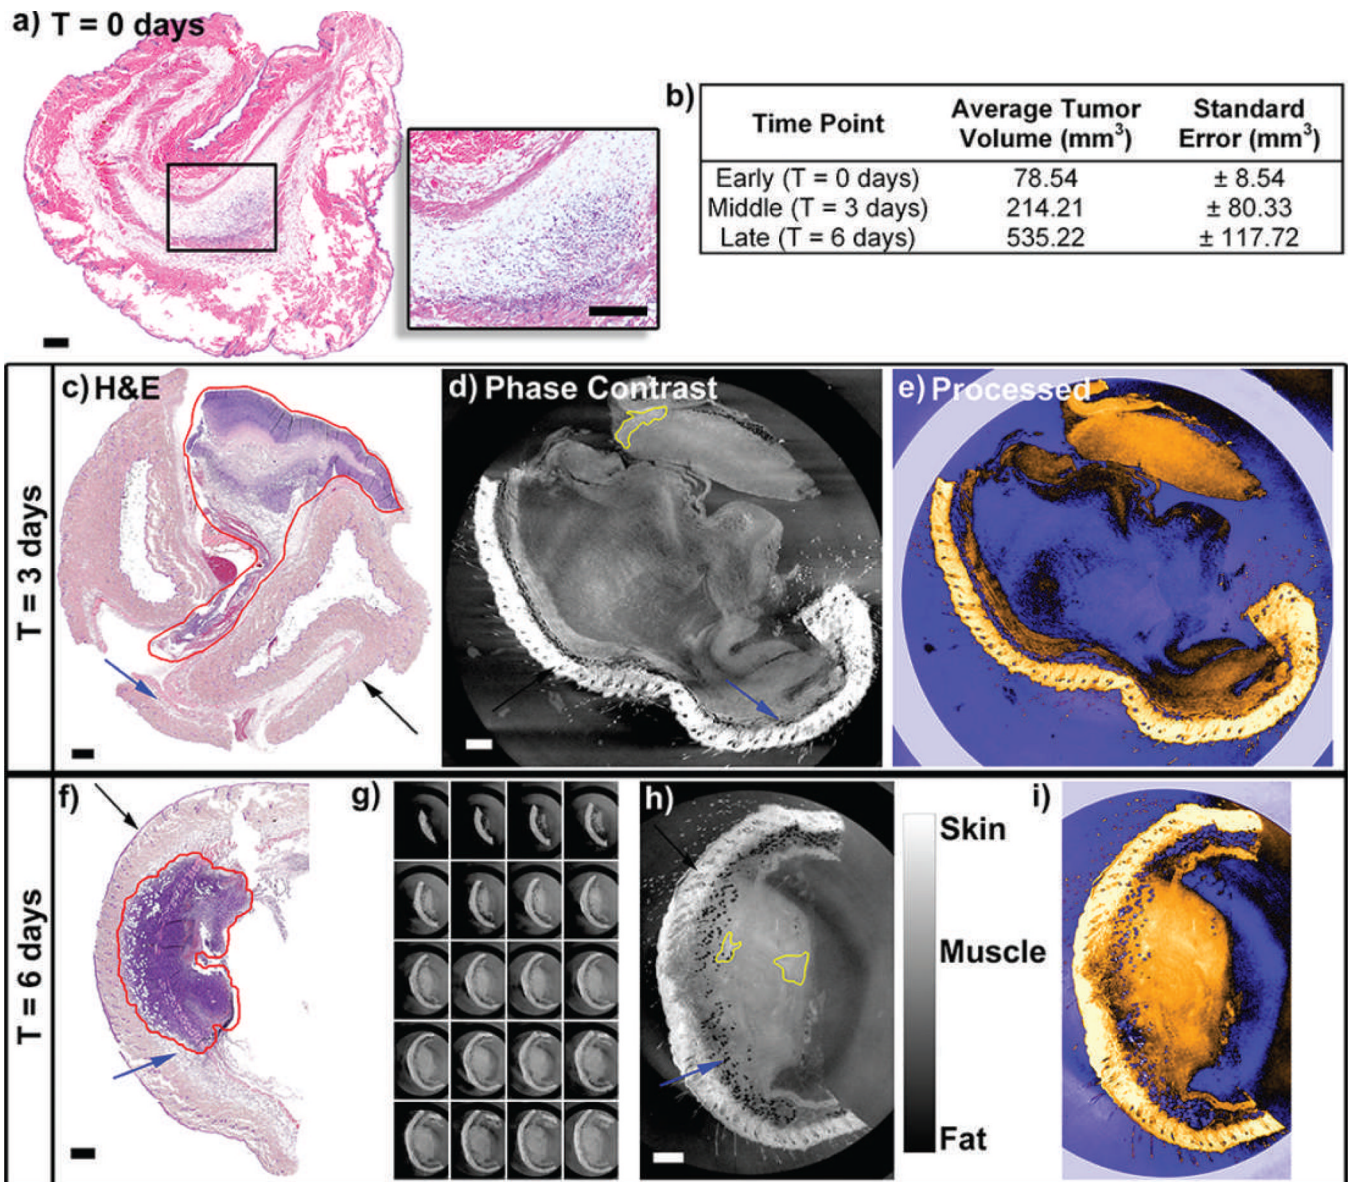 a) T = 0 days
b)
Time Point Average Tumor Volume (mm³) Standard Error (mm³)
Early (T = 0 days) 78.54 ± 8.54
Middle (T = 3 days) 214.21 ± 80.33
Late (T = 6 days) 535.22 ± 117.72
T = 3 days
c) H&E
d) Phase Contrast
e) Processed
T = 6 days
f)
g)
h)
Skin
Muscle
Fat
i)